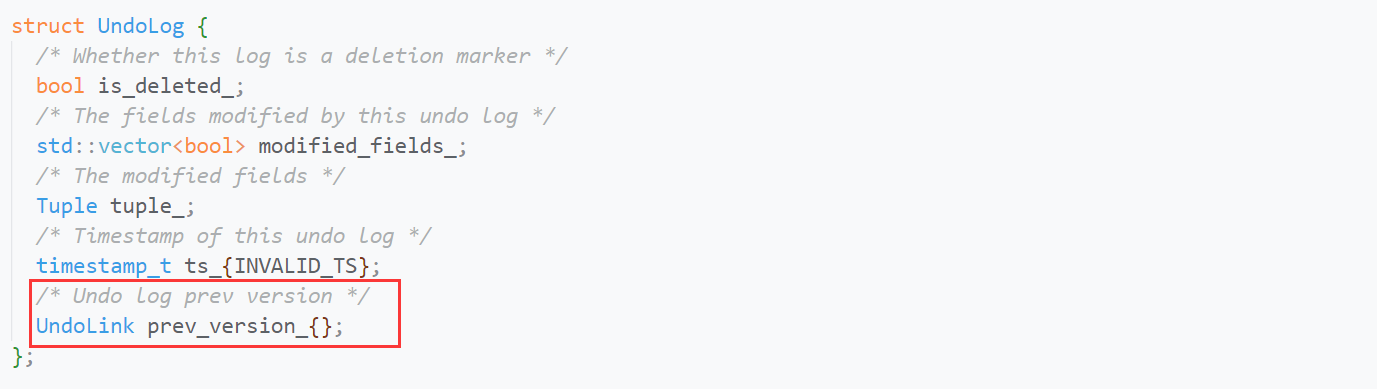 struct UndoLog {
/* Whether this log is a deletion marker */
bool is_deleted_;
/* The fields modified by this undo log */
std::vector<bool> modified_fields_;
/* The modified fields */
Tuple tuple_;
/* Timestamp of this undo log */
timestamp_t ts_{INVALID_TS};
/* Undo log prev version */
UndoLink prev_version_{};
};